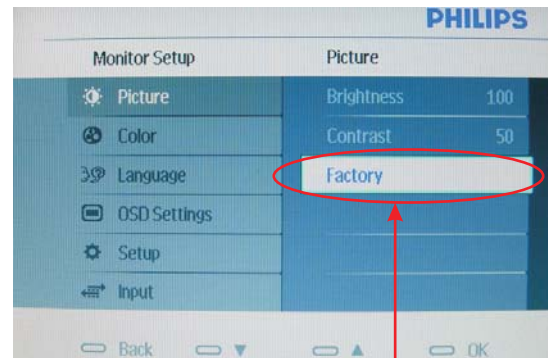 PHILIPS
Monitor Setup Picture
Picture Brightness 100
Color Contrast 50
Language Factory
OSD Settings
Setup
Input
Back ▼ ▲ OK